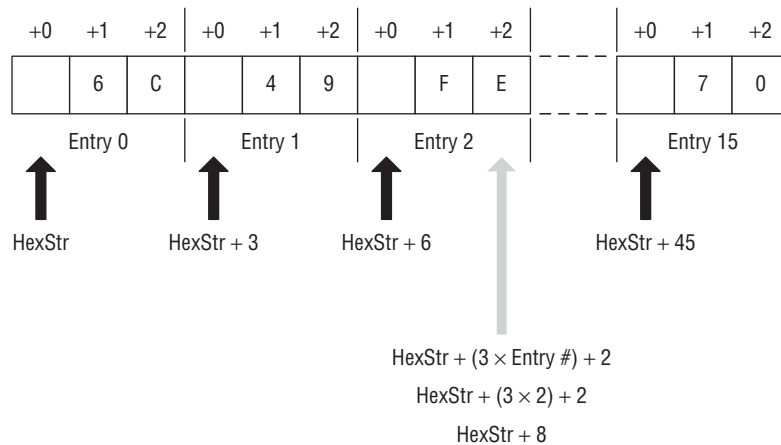 +0 +1 +2 +0 +1 +2 +0 +1 +2 +0 +1 +2
6 C 4 9 F E 7 0
Entry 0 Entry 1 Entry 2 Entry 15
HexStr HexStr + 3 HexStr + 6 HexStr + 45
HexStr + (3 × Entry #) + 2
HexStr + (3 × 2) + 2
HexStr + 8